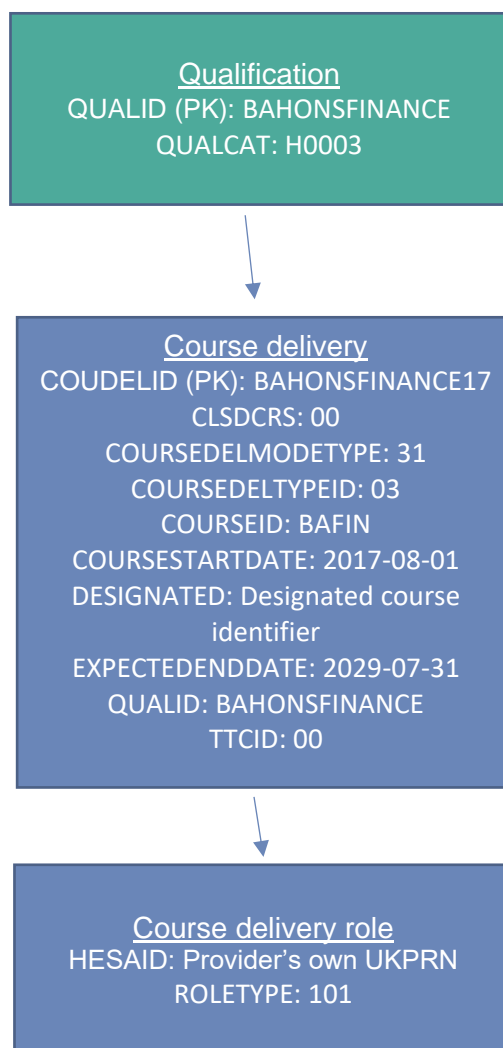 Qualification
QUALID (PK): BAHONSFINANCE
QUALCAT: H0003
Course delivery
COUDELID (PK): BAHONSFINANCE17
CLSDCRS: 00
COURSEDELMODETYPE: 31
COURSEDELTYPEID: 03
COURSEID: BAFIN
COURSESTARTDATE: 2017-08-01
DESIGNATED: Designated course
identifier
EXPECTEDENDDATE: 2029-07-31
QUALID: BAHONSFINANCE
TTCID: 00
Course delivery role
HESAID: Provider’s own UKPRN
ROLETYPE: 101